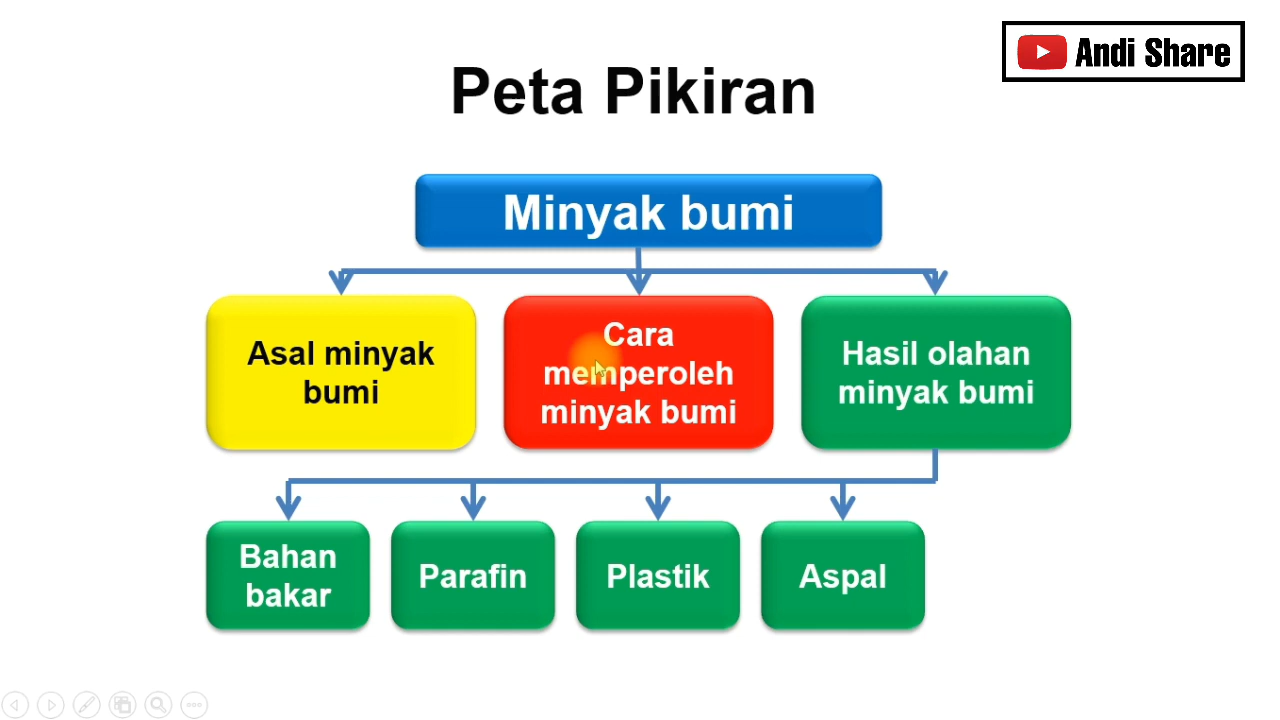 Andi Share
Peta Pikiran
Minyak bumi
Asal minyak
bumi
Cara
memperoleh
minyak bumi
Hasil olahan
minyak bumi
Bahan
bakar
Parafin
Plastik
Aspal